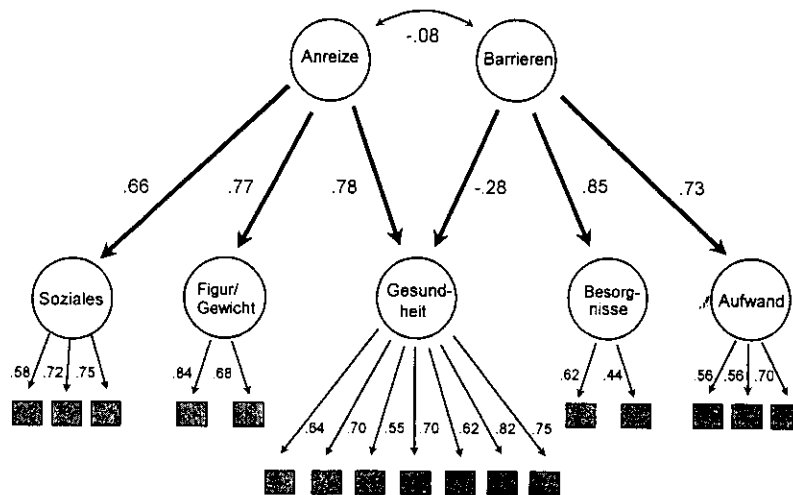 -.08
Anreize
Barrieren
.66
.77
.78
-.28
.85
.73
Soziales
Figur/
Gewicht
Gesund-
heit
Besorg-
nisse
Aufwand
.58 .72 .75
.84 .68
.64 .70 .55 .70 .62 .82 .75
.62 .44
.56 .56 .70